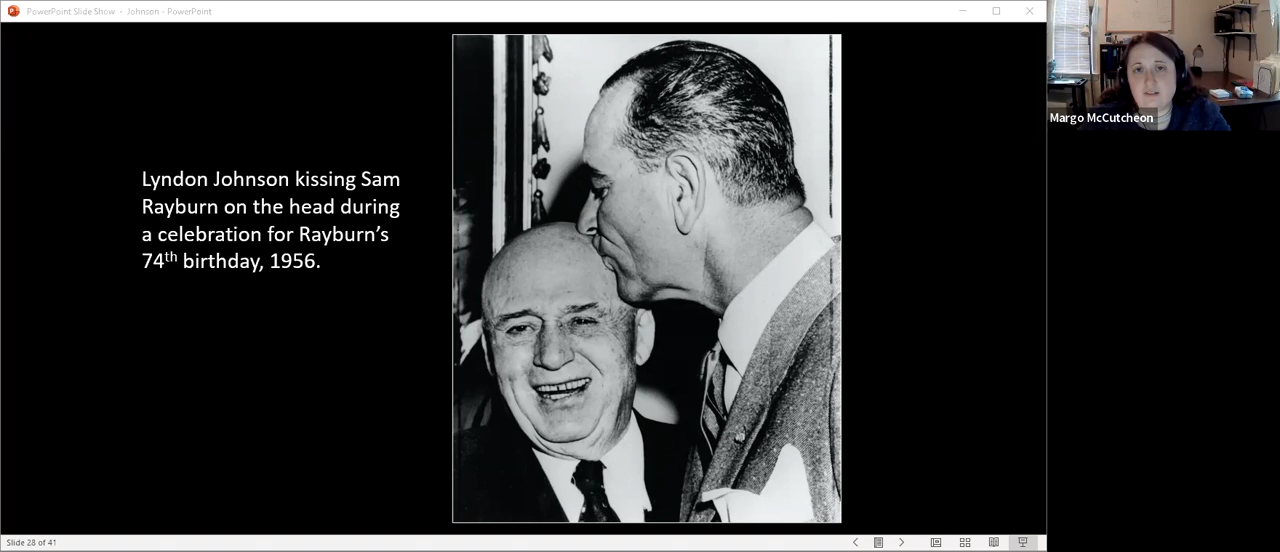 PowerPoint Slide Show - Johnson - PowerPoint
Margo McCutcheon
Lyndon Johnson kissing Sam
Rayburn on the head during
a celebration for Rayburn's
74th birthday, 1956.
Slide 28 of 41